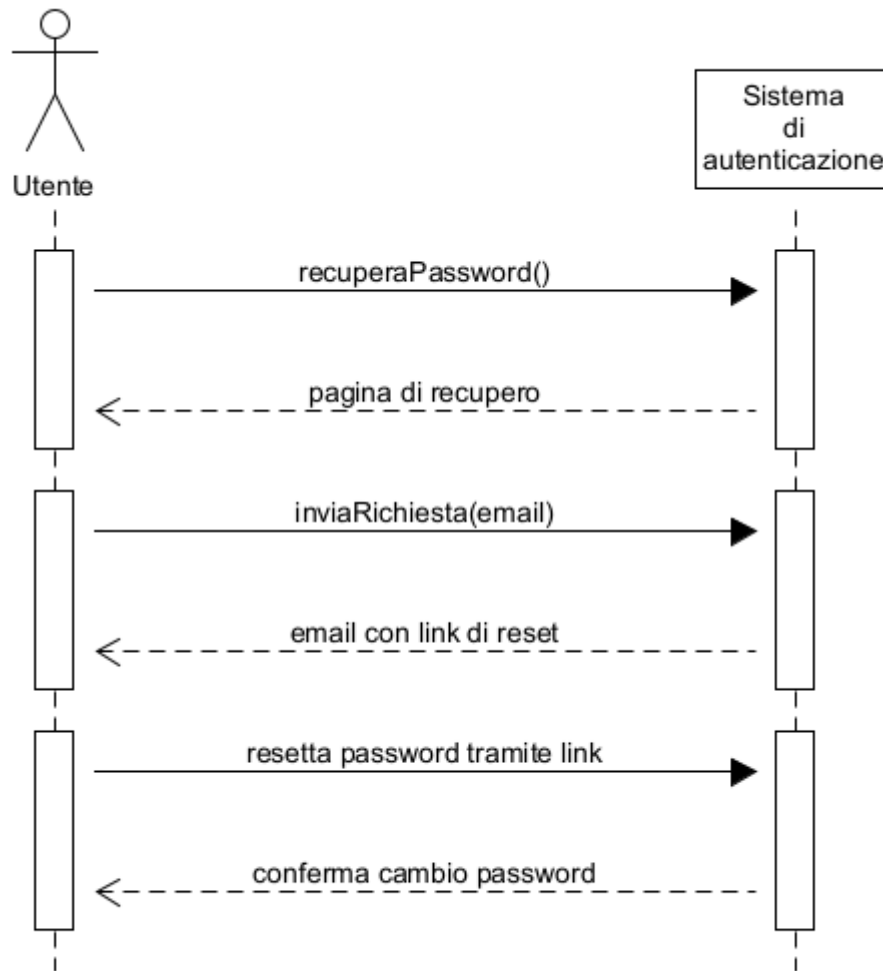 Sistema
di
autenticazione
Utente
recuperaPassword()
pagina di recupero
inviaRichiesta(email)
email con link di reset
resetta password tramite link
conferma cambio password